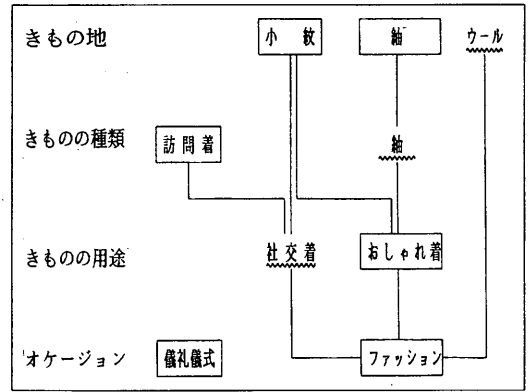 きもの地 小紋 紬 ウール
きものの種類 訪問着 紬
きものの用途 社交着 おしゃれ着
オケージョン 儀礼儀式 ファッション